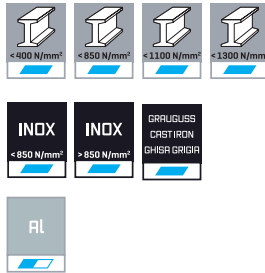 <400 N/mm² <850 N/mm² <1100 N/mm² <1300 N/mm²
INOX INOX
<850 N/mm² >850 N/mm²
GRAUGUSS
CAST IRON
GHISA GRIGIA
Al